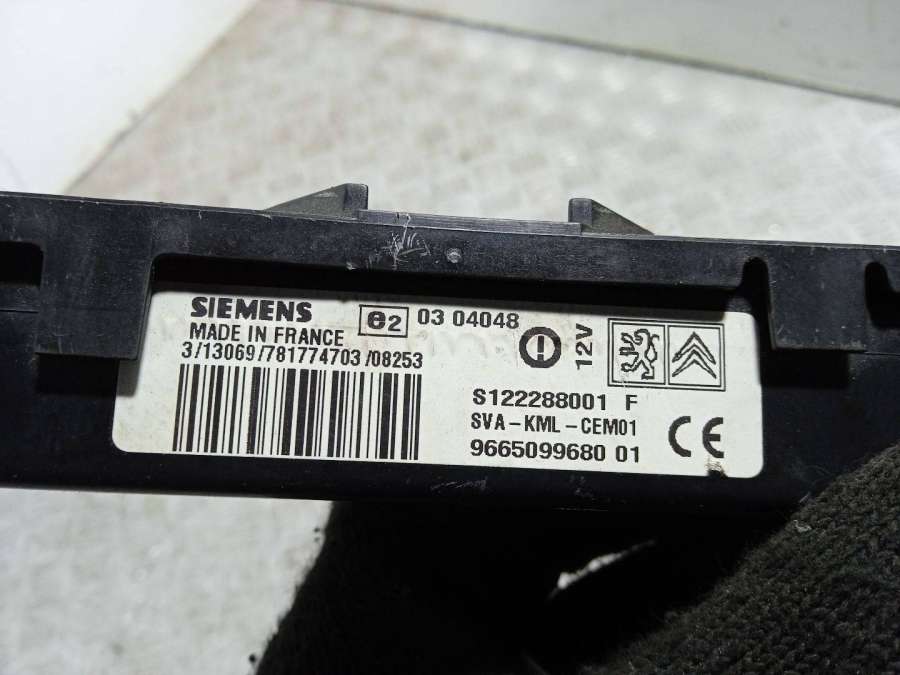 SIEMENS
MADE IN FRANCE
e2 03 04048
3/13069/781774703/08253
12V
S122288001 F
SVA-KML-CEM01
9665099680 01
CE